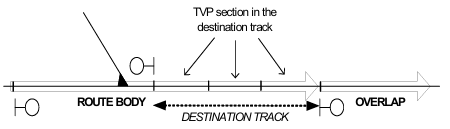 TVP section in the
destination track
ROUTE BODY
OVERLAP
DESTINATION TRACK